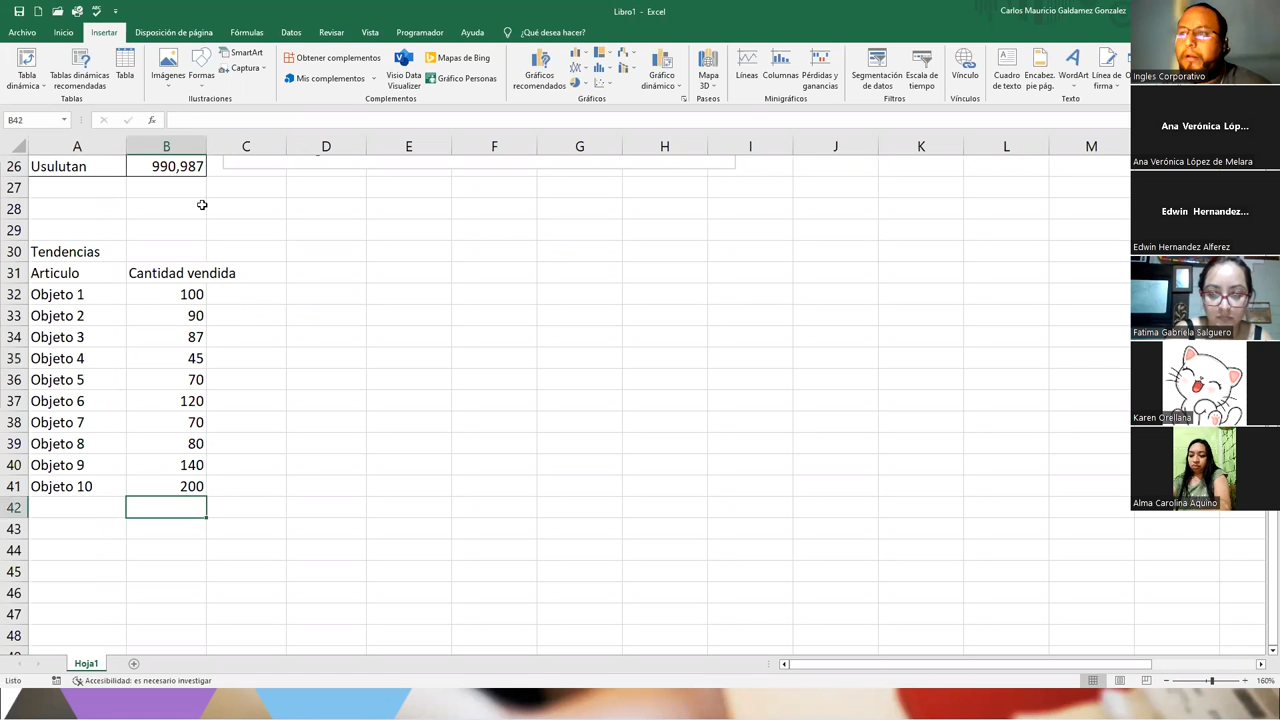 Libro1 - Excel
Carlos Mauricio Galdamez Gonzalez
Archivo Inicio Insertar Disposición de página Fórmulas Datos Revisar Vista Programador Ayuda ¿Qué desea hacer?
Tabla dinámica
Tablas dinámicas recomendadas
Tabla
Imágenes
Formas
SmartArt
Captura
Obtener complementos
Mis complementos
Visio Data Visualizer
Mapas de Bing
Gráfico Personas
Gráficos recomendados
Gráfico dinámico
Mapa 3D
Líneas
Columnas
Pérdidas y ganancias
Segmentación de datos
Escala de tiempo
Vínculo
Cuadro de texto
Encabez. pie pág.
WordArt
Línea de firma
Tablas Ilustraciones Complementos Gráficos Paseos Minigráficos Filtros Vínculos Texto
B42 fx
A B C D E F G H I J K L M
26 Usulutan 990,987
27
28
29
30 Tendencias
31 Articulo Cantidad vendida
32 Objeto 1 100
33 Objeto 2 90
34 Objeto 3 87
35 Objeto 4 45
36 Objeto 5 70
37 Objeto 6 120
38 Objeto 7 70
39 Objeto 8 80
40 Objeto 9 140
41 Objeto 10 200
42
43
44
45
46
47
48
Hoja1
Listo Accesibilidad: es necesario investigar 160%
Ingles Corporativo
Ana Verónica Lóp...
Ana Verónica López de Melara
Edwin Hernandez...
Edwin Hernandez Alferez
Fatima Gabriela Salguero
Karen Orellana
Alma Carolina Aquino